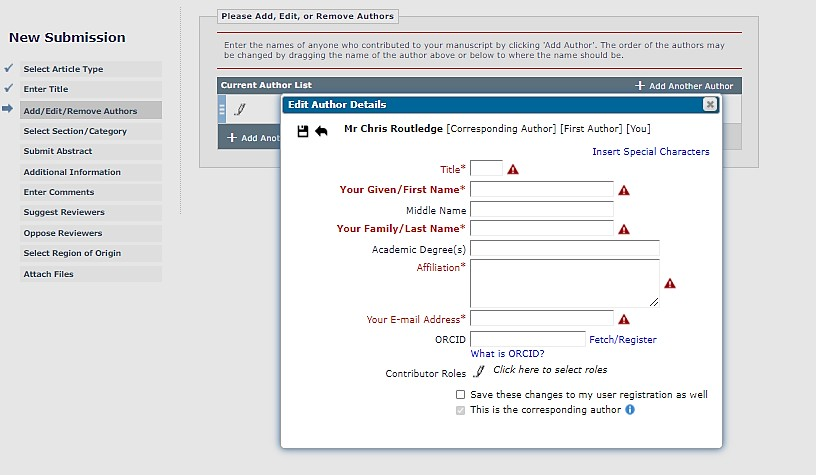 New Submission
Select Article Type
Enter Title
Add/Edit/Remove Authors
Select Section/Category
Submit Abstract
Additional Information
Enter Comments
Suggest Reviewers
Oppose Reviewers
Select Region of Origin
Attach Files
Please Add, Edit, or Remove Authors
Enter the names of anyone who contributed to your manuscript by clicking 'Add Author'. The order of the authors may
be changed by dragging the name of the author above or below to where the name should be.
Current Author List
+ Add Another Author
+ Add Anot
Edit Author Details
Mr Chris Routledge [Corresponding Author] [First Author] [You]
Insert Special Characters
Title*
Your Given/First Name*
Middle Name
Your Family/Last Name*
Academic Degree(s)
Affiliation*
Your E-mail Address*
ORCID Fetch/Register
What is ORCID?
Contributor Roles Click here to select roles
Save these changes to my user registration as well
This is the corresponding author